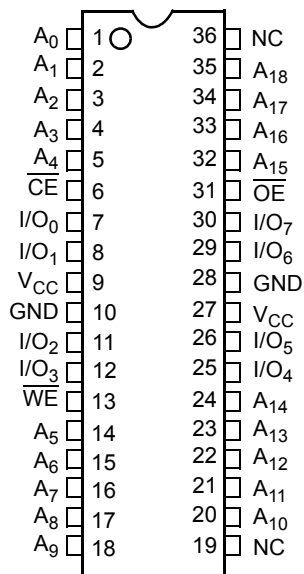 A0 1 36 NC
A1 2 35 A18
A2 3 34 A17
A3 4 33 A16
A4 5 32 A15
C̅E̅ 6 31 O̅E̅
I/O0 7 30 I/O7
I/O1 8 29 I/O6
VCC 9 28 GND
GND 10 27 VCC
I/O2 11 26 I/O5
I/O3 12 25 I/O4
W̅E̅ 13 24 A14
A5 14 23 A13
A6 15 22 A12
A7 16 21 A11
A8 17 20 A10
A9 18 19 NC